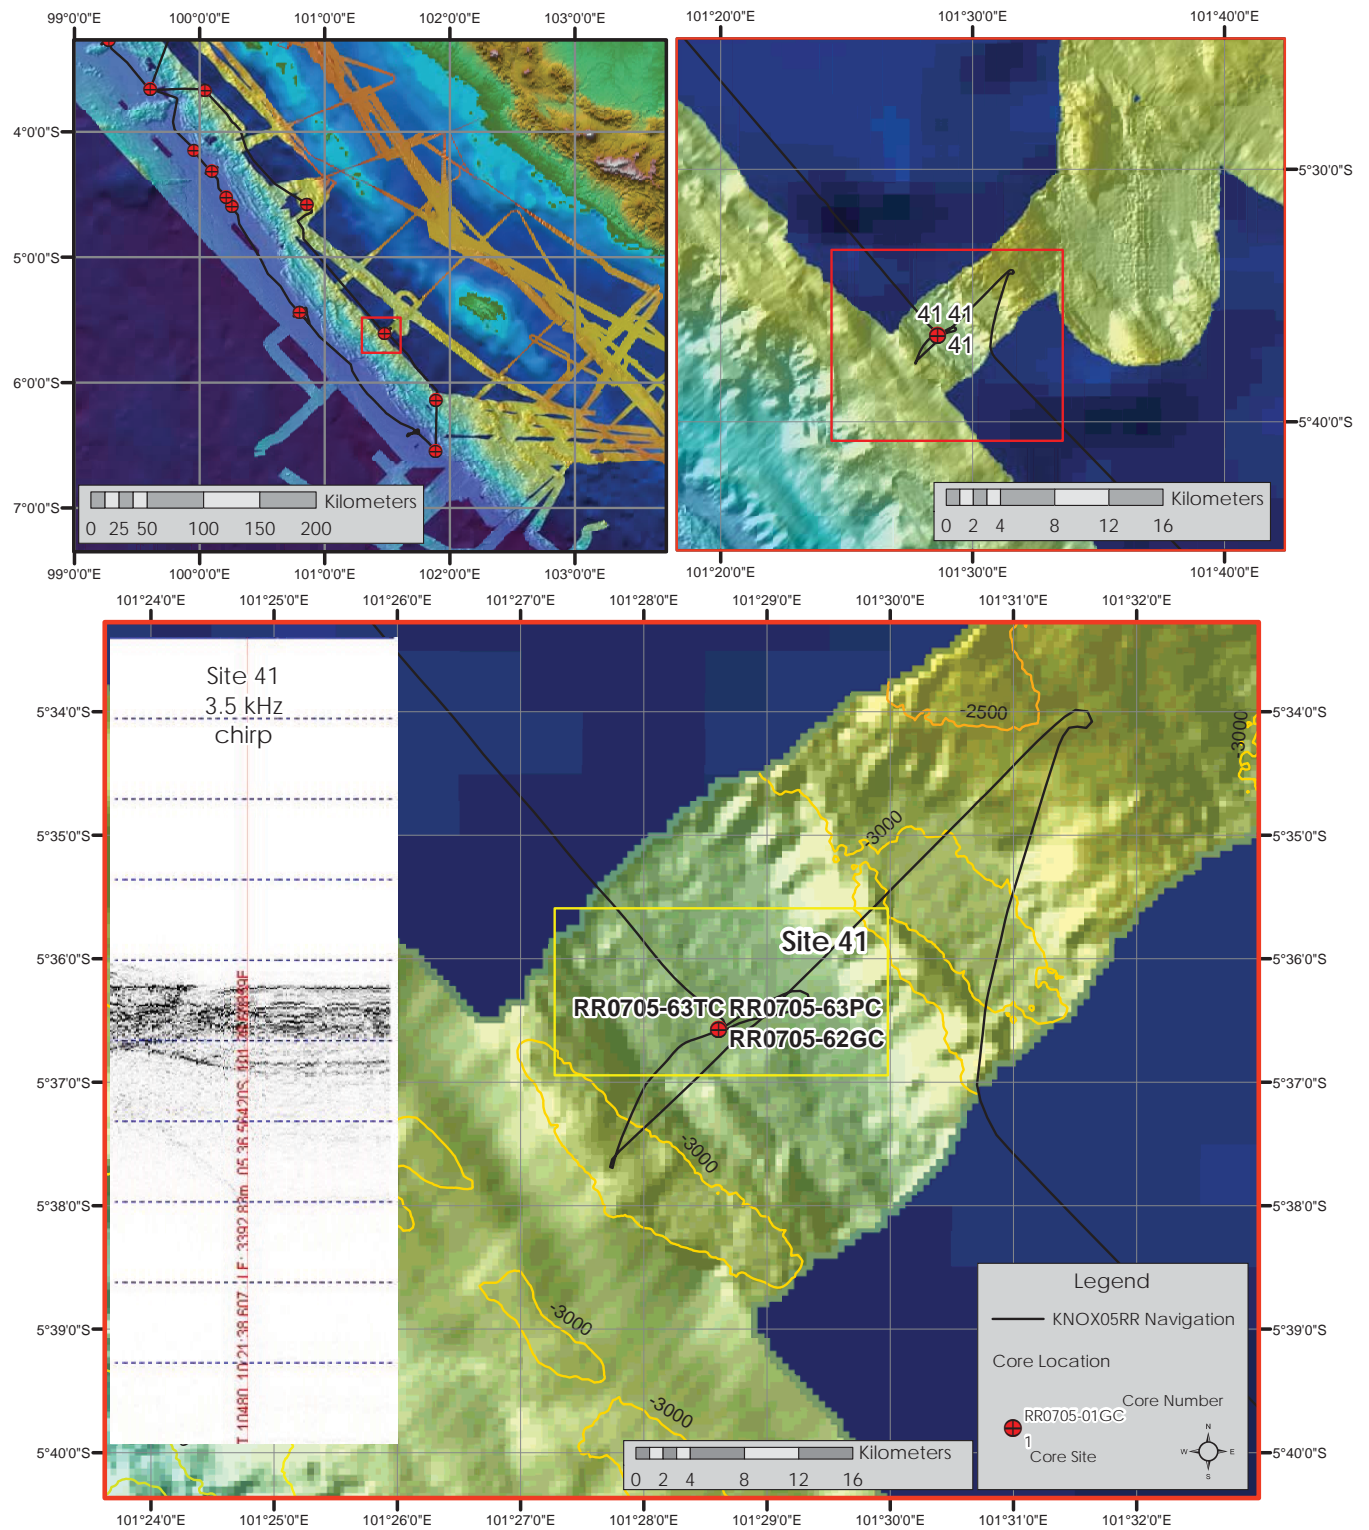 99°0'0"E 100°0'0"E 101°0'0"E 102°0'0"E 103°0'0"E
4°0'0"S
5°0'0"S
6°0'0"S
7°0'0"S
Kilometers
0 25 50 100 150 200
99°0'0"E 100°0'0"E 101°0'0"E 102°0'0"E 103°0'0"E
101°20'0"E 101°30'0"E 101°40'0"E
5°30'0"S
5°40'0"S
41 41
41
Kilometers
0 2 4 8 12 16
101°20'0"E 101°30'0"E 101°40'0"E
101°24'0"E 101°25'0"E 101°26'0"E 101°27'0"E 101°28'0"E 101°29'0"E 101°30'0"E 101°31'0"E 101°32'0"E
Site 41
3.5 kHz
chirp
5°34'0"S -2500 -3000 5°34'0"S
5°35'0"S -3000 5°35'0"S
Site 41
5°36'0"S 5°36'0"S
RR0705-63TC RR0705-63PC
RR0705-62GC
5°37'0"S 5°37'0"S
-3000
5°38'0"S 5°38'0"S
-3000
5°39'0"S 5°39'0"S
-3000
5°40'0"S 5°40'0"S
Legend
KNOX05RR Navigation
Core Location
Core Number
RR0705-01GC
1
Core Site
N
W E
S
Kilometers
0 2 4 8 12 16
101°24'0"E 101°25'0"E 101°26'0"E 101°27'0"E 101°28'0"E 101°29'0"E 101°30'0"E 101°31'0"E 101°32'0"E